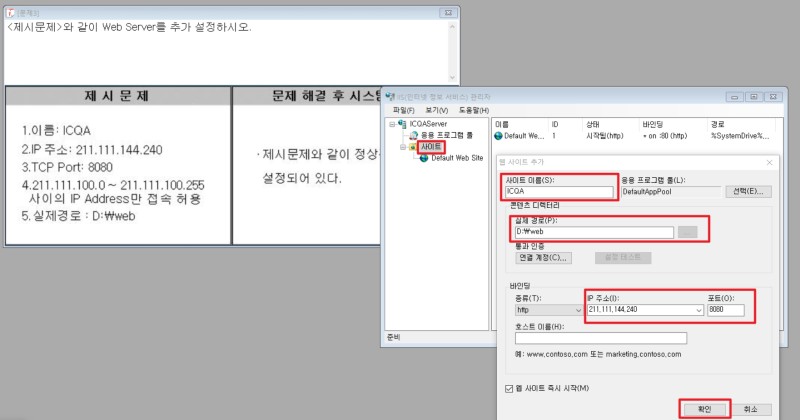 [문제5]
<제시문제>와 같이 Web Server를 추가 설정하시오.
제 시 문 제
문제 해결 후 시스템
1.이름: ICQA
2.IP 주소: 211.111.144.240
3.TCP Port: 8080
4.211.111.100.0 ~ 211.111.100.255
사이의 IP Address만 접속 허용
5.실제경로 : D:₩web
·제시문제와 같이 정상
설정되어 있다.
IIS(인터넷 정보 서비스) 관리자
파일(F) 보기(V) 도움말(H)
ICQAServer
응용 프로그램 풀
사이트
Default Web Site
이름 ID 상태 바인딩 경로
Default We... 1 시작됨(http) * on :80 (http) %SystemDrive%...
준비
웹 사이트 추가
사이트 이름(S): 응용 프로그램 풀(L):
ICQA DefaultAppPool 선택(E)...
콘텐츠 디렉터리
실제 경로(P):
D:₩web ...
통과 인증
연결 계정(C)... 설정 테스트
바인딩
종류(T): IP 주소(I): 포트(O):
http 211,111,144,240 8080
호스트 이름(H):
예: www,contoso,com 또는 marketing,contoso,com
웹 사이트 즉시 시작(M)
확인 취소